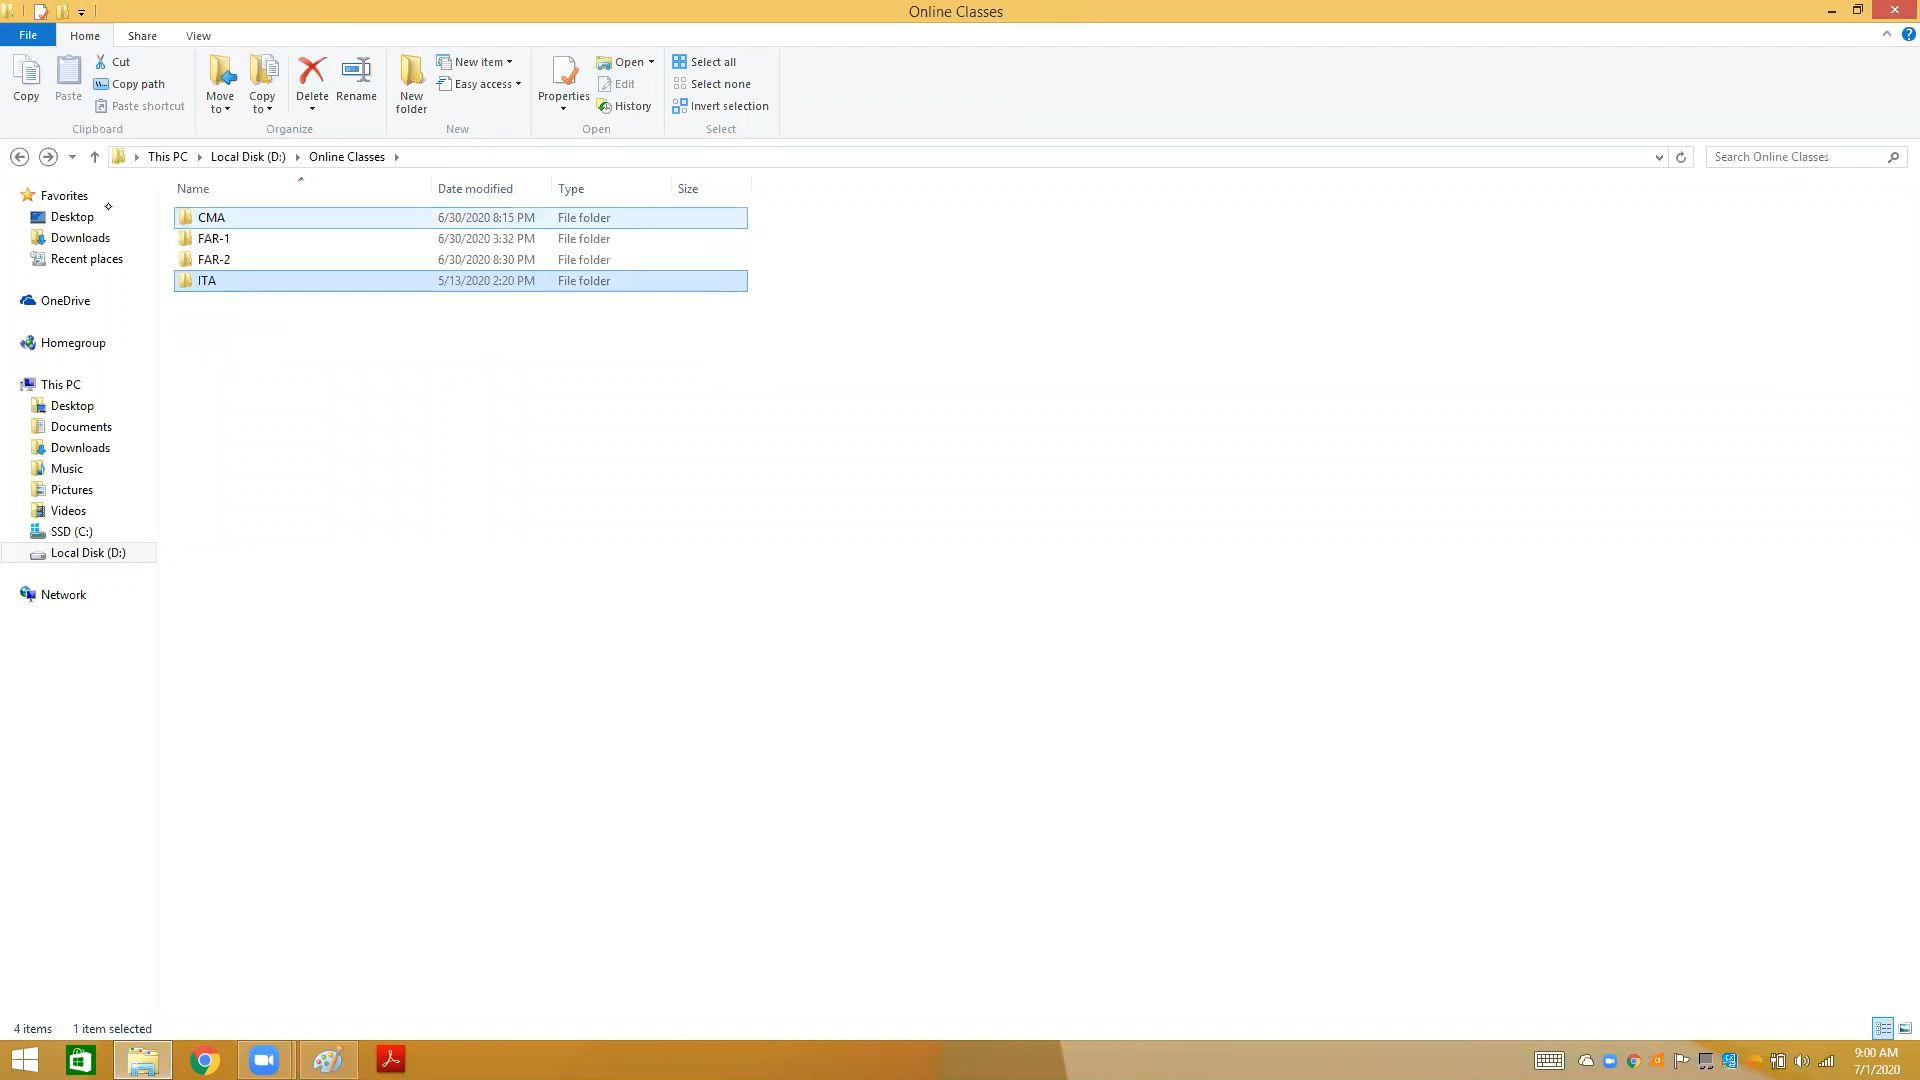 Online Classes
File Home Share View
Copy Paste Cut Copy path Paste shortcut Move to Copy to Delete Rename New folder New item Easy access Properties Open Edit History Select all Select none Invert selection
Clipboard Organize New Open Select
This PC Local Disk (D:) Online Classes Search Online Classes
Name Date modified Type Size
CMA 6/30/2020 8:15 PM File folder
FAR-1 6/30/2020 3:32 PM File folder
FAR-2 6/30/2020 8:30 PM File folder
ITA 5/13/2020 2:20 PM File folder
Favorites
Desktop
Downloads
Recent places
OneDrive
Homegroup
This PC
Desktop
Documents
Downloads
Music
Pictures
Videos
SSD (C:)
Local Disk (D:)
Network
4 items 1 item selected
9:00 AM
7/1/2020